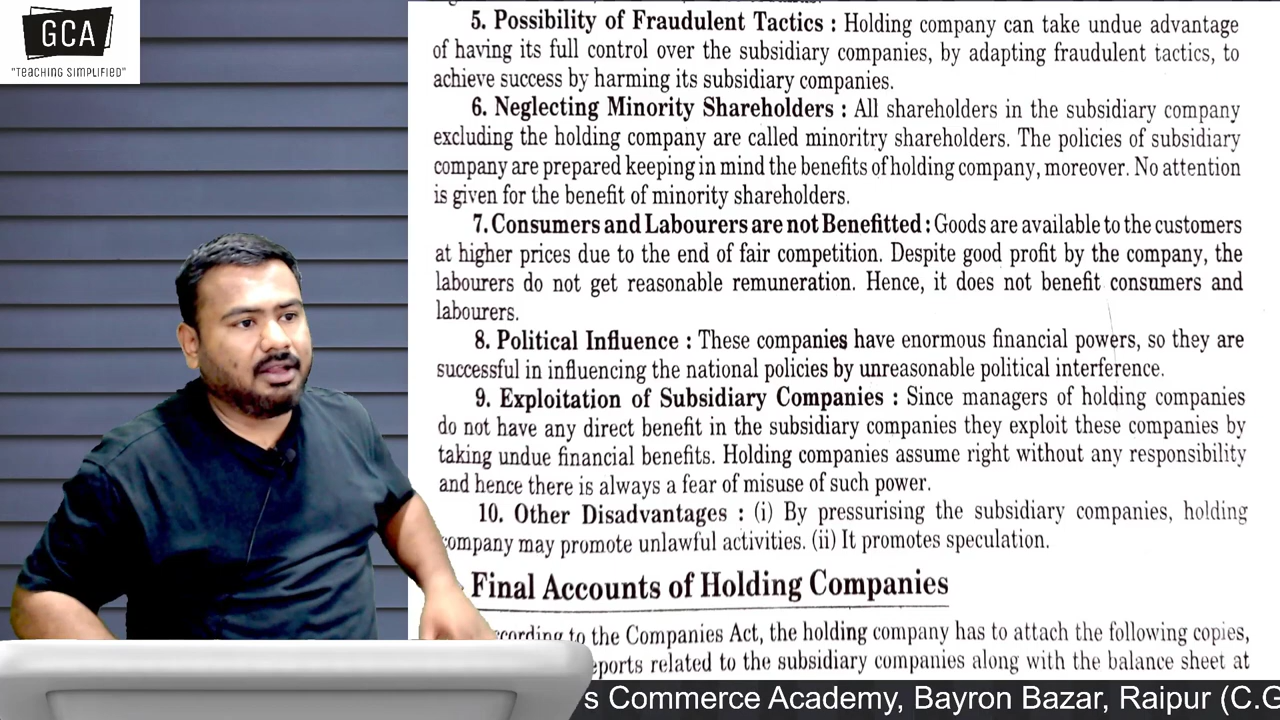 GCA
"TEACHING SIMPLIFIED"
5. Possibility of Fraudulent Tactics : Holding company can take undue advantage
of having its full control over the subsidiary companies, by adapting fraudulent tactics, to
achieve success by harming its subsidiary companies.
6. Neglecting Minority Shareholders : All shareholders in the subsidiary company
excluding the holding company are called minoritry shareholders. The policies of subsidiary
company are prepared keeping in mind the benefits of holding company, moreover. No attention
is given for the benefit of minority shareholders.
7. Consumers and Labourers are not Benefitted : Goods are available to the customers
at higher prices due to the end of fair competition. Despite good profit by the company, the
labourers do not get reasonable remuneration. Hence, it does not benefit consumers and
labourers.
8. Political Influence : These companies have enormous financial powers, so they are
successful in influencing the national policies by unreasonable political interference.
9. Exploitation of Subsidiary Companies : Since managers of holding companies
do not have any direct benefit in the subsidiary companies they exploit these companies by
taking undue financial benefits. Holding companies assume right without any responsibility
and hence there is always a fear of misuse of such power.
10. Other Disadvantages : (i) By pressurising the subsidiary companies, holding
ompany may promote unlawful activities. (ii) It promotes speculation.
Final Accounts of Holding Companies
cording to the Companies Act, the holding company has to attach the following copies,
eports related to the subsidiary companies along with the balance sheet at
s Commerce Academy, Bayron Bazar, Raipur (C.G